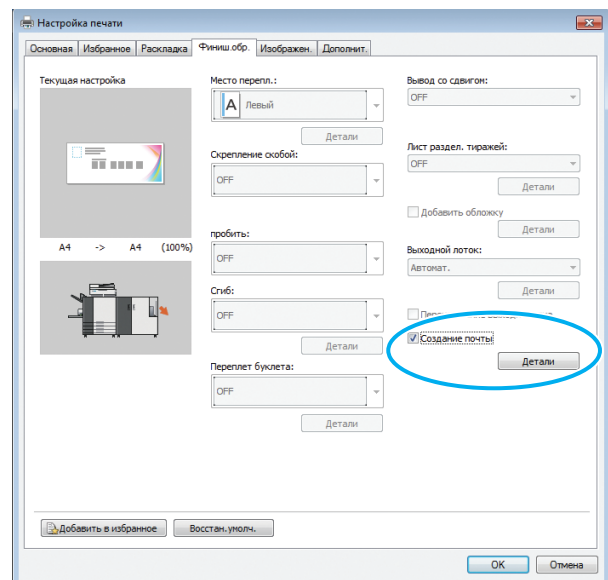 Настройка печати
Основная Избранное Раскладка Финиш.обр. Изображен. Дополнит.
Текущая настройка
A4 -> A4 (100%)
Место перепл.:
A Левый
Детали
Скрепление скобой:
OFF
пробить:
OFF
Сгиб:
OFF
Детали
Переплет буклета:
OFF
Детали
Вывод со сдвигом:
OFF
Лист раздел. тиражей:
OFF
Детали
Добавить обложку
Детали
Выходной лоток:
Автомат.
Детали
Создание почты
Детали
Добавить в избранное Восстан.умолч.
OK Отмена